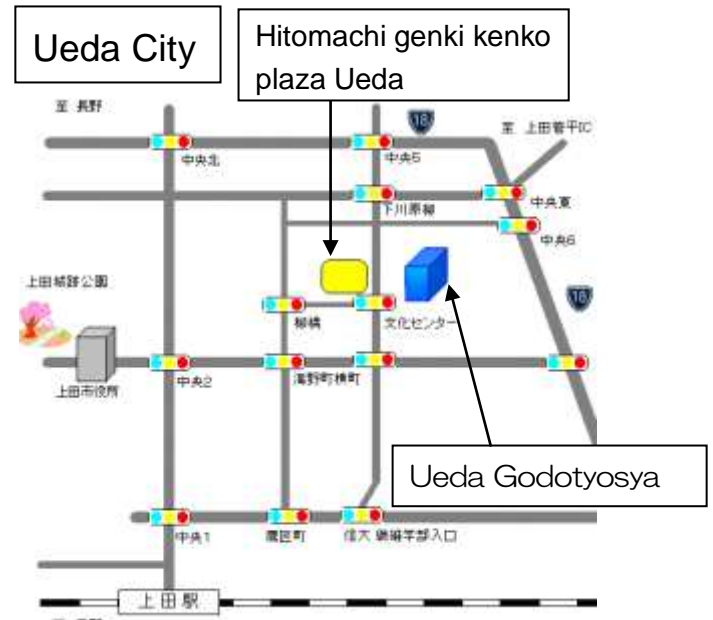 Ueda City
Hitomachi genki kenko
plaza Ueda
至 長野
18
至 上田菅平IC
中央北
中央5
下川原柳
中央東
中央6
上田城跡公園
18
柳橋
文化センター
上田市役所
中央2
海野町横町
Ueda Godotyosya
中央1
鷹匠町
信大 繊維学部入口
上田駅